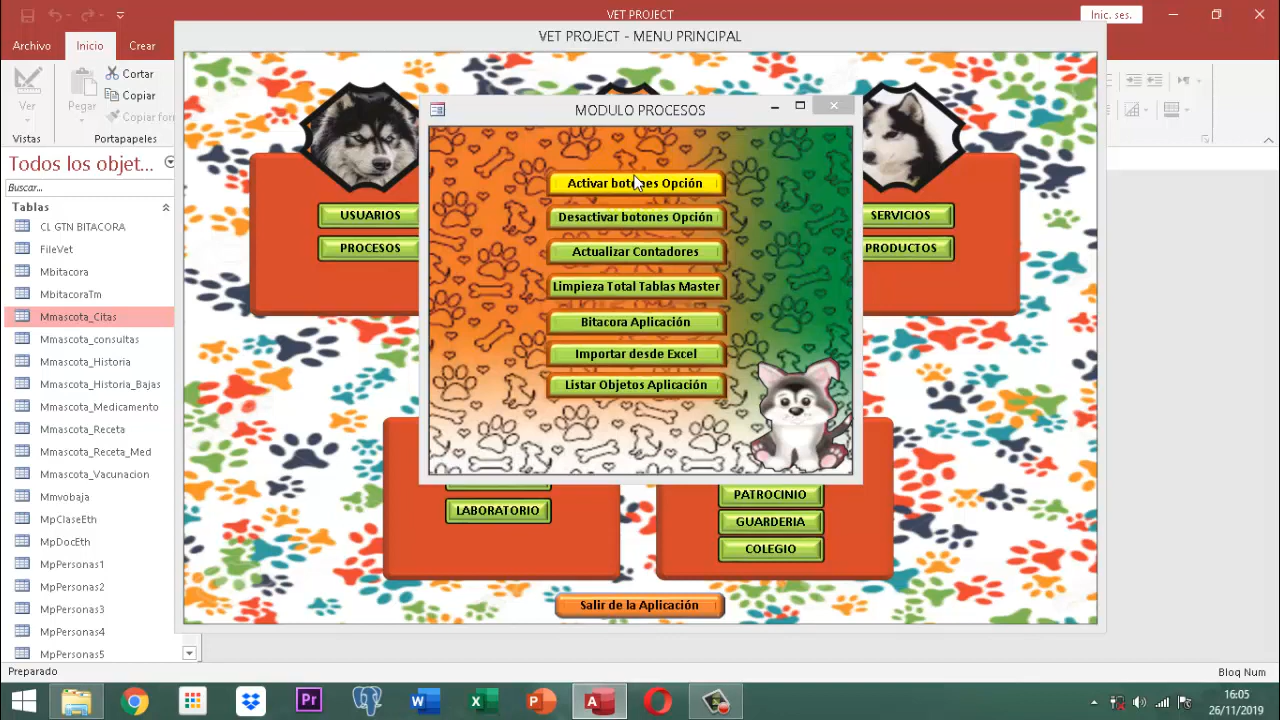 VET PROJECT
Inic. ses.
Archivo
Inicio
Crear
Ver
Pegar
Cortar
Copiar
Copiar form
Vistas
Portapapeles
Todos los objet...
Buscar...
Tablas
CL GTN BITACORA
FileVet
Mbitacora
MbitacoraTm
Mmascota_Citas
Mmascota_consultas
Mmascota_Historia
Mmascota_Historia_Bajas
Mmascota_Medicamento
Mmascota_Receta
Mmascota_Receta_Med
Mmascota_Vacunacion
Mmvobaja
MpClaseEth
MpDocEth
MpPersonas1
MpPersonas2
MpPersonas3
MpPersonas4
MpPersonas5
VET PROJECT - MENU PRINCIPAL
USUARIOS
PROCESOS
SERVICIOS
PRODUCTOS
MODULO PROCESOS
Activar botones Opción
Desactivar botones Opción
Actualizar Contadores
Limpieza Total Tablas Master
Bitacora Aplicación
Importar desde Excel
Listar Objetos Aplicación
LABORATORIO
PATROCINIO
GUARDERIA
COLEGIO
Salir de la Aplicación
Preparado
Bloq Num
16:05
26/11/2019